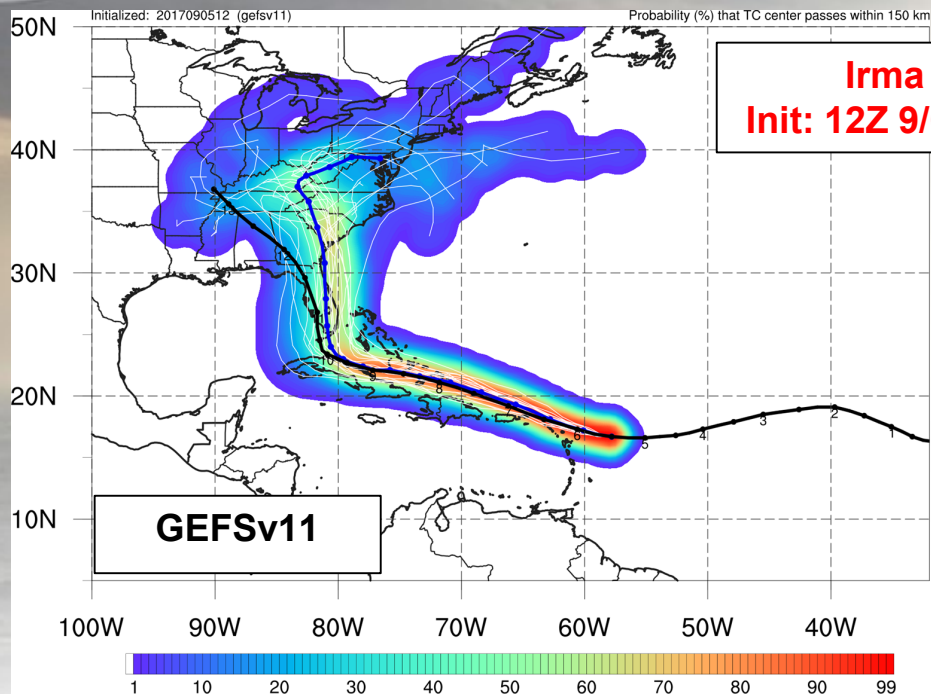 Initialized: 2017090512 (gefsv11)
Probability (%) that TC center passes within 150 km
50N
Irma
Init: 12Z 9/
40N
30N
20N
10N
13
12
10
9
8
7
6
5
4
3
2
1
GEFSv11
100W 90W 80W 70W 60W 50W 40W
1 10 20 30 40 50 60 70 80 90 99